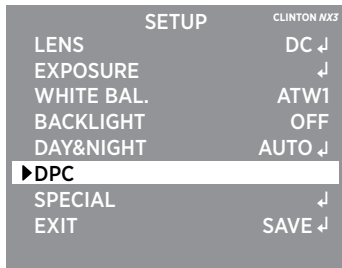 SETUP CLINTON NX3
LENS DC ↲
EXPOSURE ↲
WHITE BAL. ATW1
BACKLIGHT OFF
DAY&NIGHT AUTO ↲
▶DPC
SPECIAL ↲
EXIT SAVE ↲